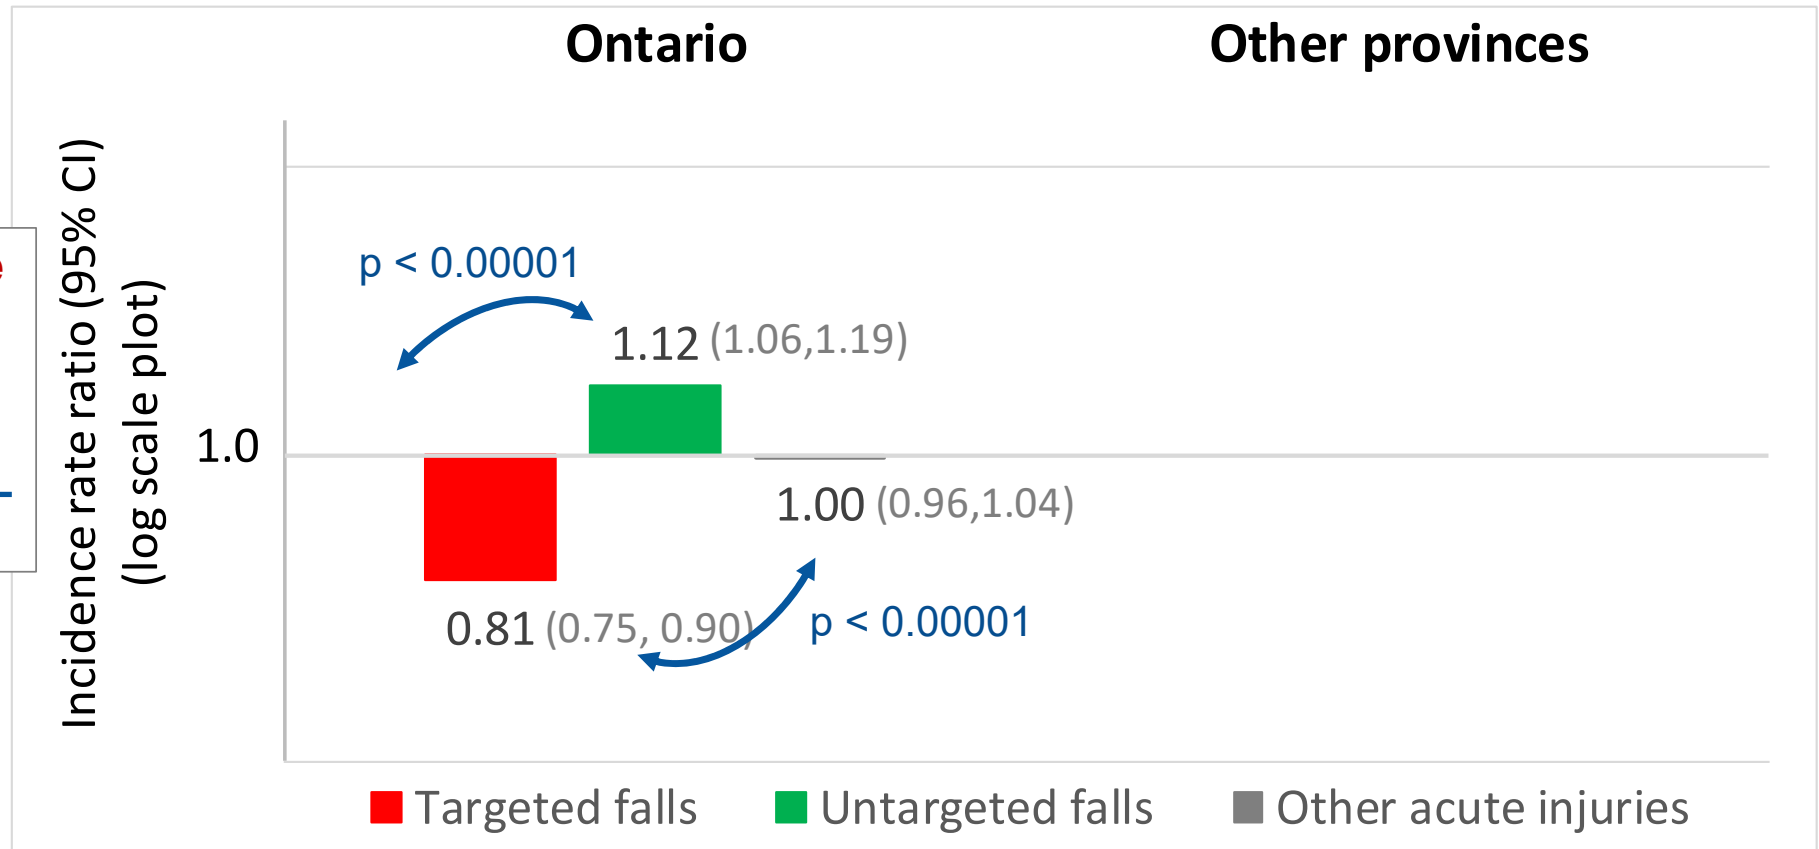 Ontario
Other provinces
Incidence rate ratio (95% CI)
(log scale plot)
p < 0.00001
1.12 (1.06,1.19)
1.0
1.00 (0.96,1.04)
0.81 (0.75, 0.90)
p < 0.00001
Targeted falls
Untargeted falls
Other acute injuries